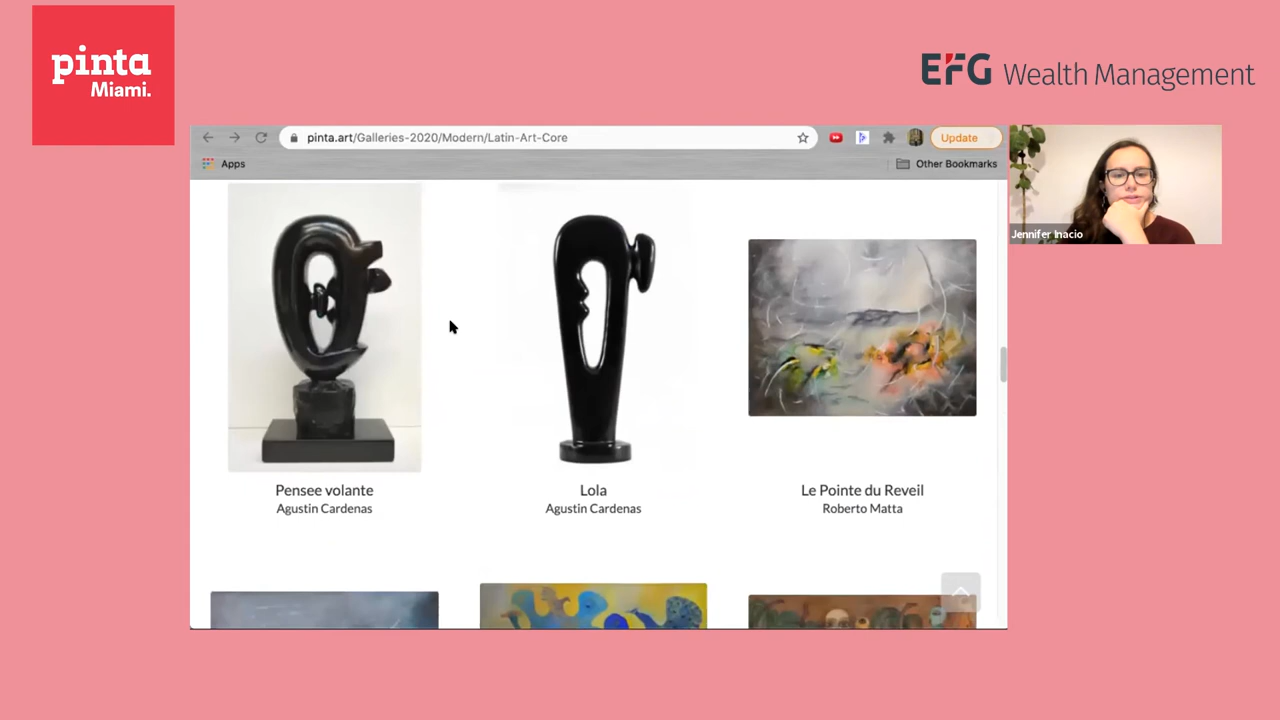 pinta
Miami.
EFG Wealth Management
pinta.art/Galleries-2020/Modern/Latin-Art-Core
Update
Apps
Other Bookmarks
Jennifer Inacio
Pensee volante
Agustin Cardenas
Lola
Agustin Cardenas
Le Pointe du Reveil
Roberto Matta